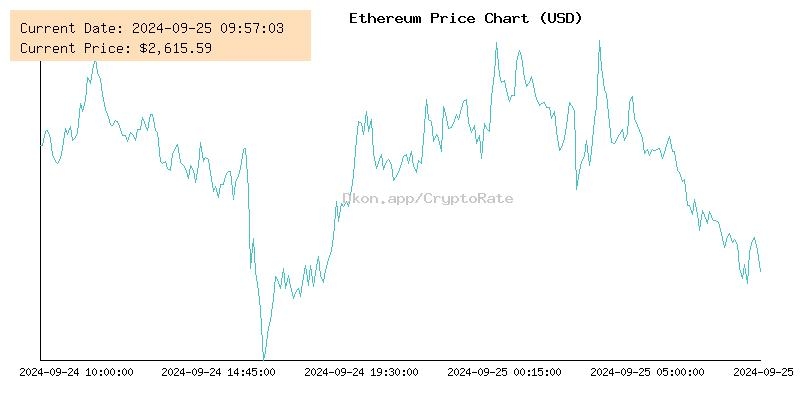 Ethereum Price Chart (USD)
Current Date: 2024-09-25 09:57:03
Current Price: $2,615.59
Dkon.app/CryptoRate
2024-09-24 10:00:00 2024-09-24 14:45:00 2024-09-24 19:30:00 2024-09-25 00:15:00 2024-09-25 05:00:00 2024-09-25